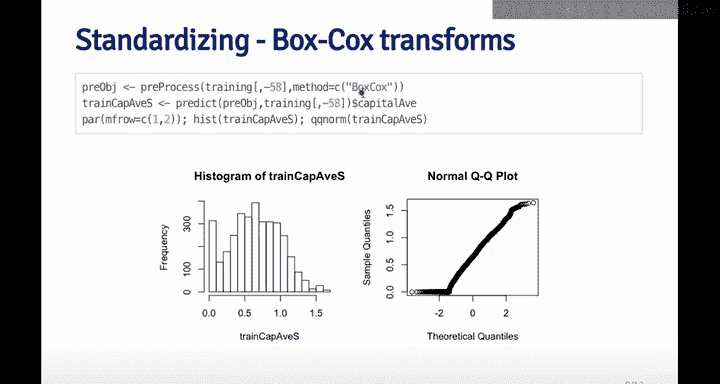 Standardizing - Box-Cox transforms
preObj <- preProcess(training[,-58],method=c("BoxCox"))
trainCapAveS <- predict(preObj,training[,-58])$capitalAve
par(mfrow=c(1,2)); hist(trainCapAveS); qqnorm(trainCapAveS)
Histogram of trainCapAveS
Frequency
0 100 300
0.0 0.5 1.0 1.5
trainCapAveS
Normal Q-Q Plot
Sample Quantiles
0.0 0.5 1.0 1.5
-2 0 2
Theoretical Quantiles